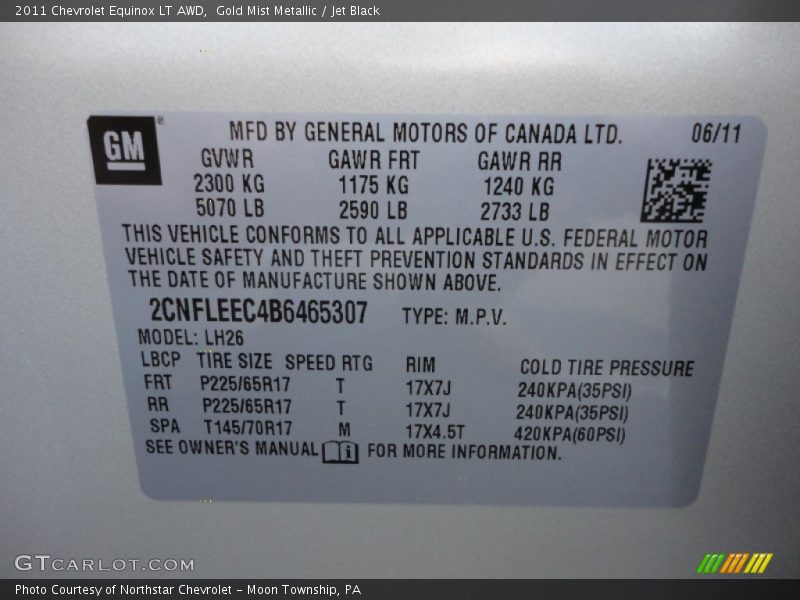 2011 Chevrolet Equinox LT AWD,  Gold Mist Metallic / Jet Black
GM®
MFD BY GENERAL MOTORS OF CANADA LTD. 06/11
GVWR GAWR FRT GAWR RR
2300 KG 1175 KG 1240 KG
5070 LB 2590 LB 2733 LB
THIS VEHICLE CONFORMS TO ALL APPLICABLE U.S. FEDERAL MOTOR
VEHICLE SAFETY AND THEFT PREVENTION STANDARDS IN EFFECT ON
THE DATE OF MANUFACTURE SHOWN ABOVE.
2CNFLEEC4B6465307 TYPE: M.P.V.
MODEL: LH26
LBCP TIRE SIZE SPEED RTG RIM COLD TIRE PRESSURE
FRT P225/65R17 T 17X7J 240KPA(35PSI)
RR P225/65R17 T 17X7J 240KPA(35PSI)
SPA T145/70R17 M 17X4.5T 420KPA(60PSI)
SEE OWNER'S MANUAL i FOR MORE INFORMATION.
GTCARLOT.COM
Photo Courtesy of Northstar Chevrolet - Moon Township, PA